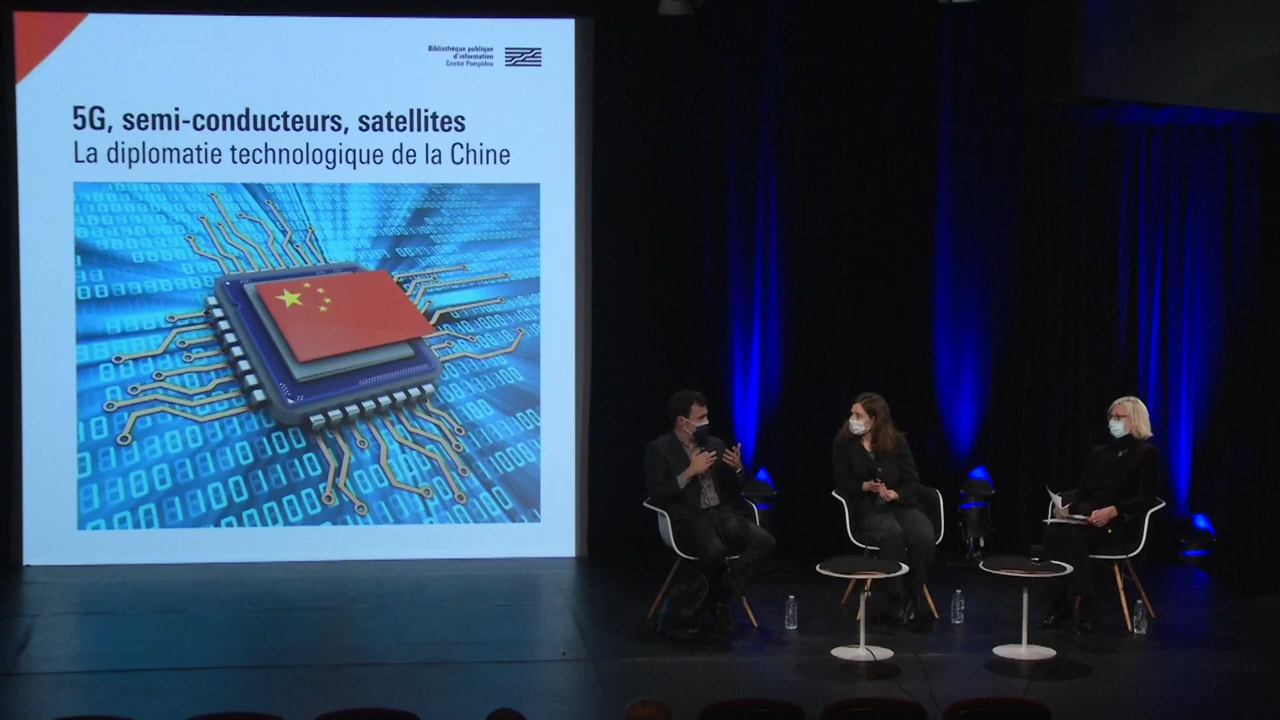 Bibliothèque publique
d'information
Centre Pompidou
5G, semi-conducteurs, satellites
La diplomatie technologique de la Chine